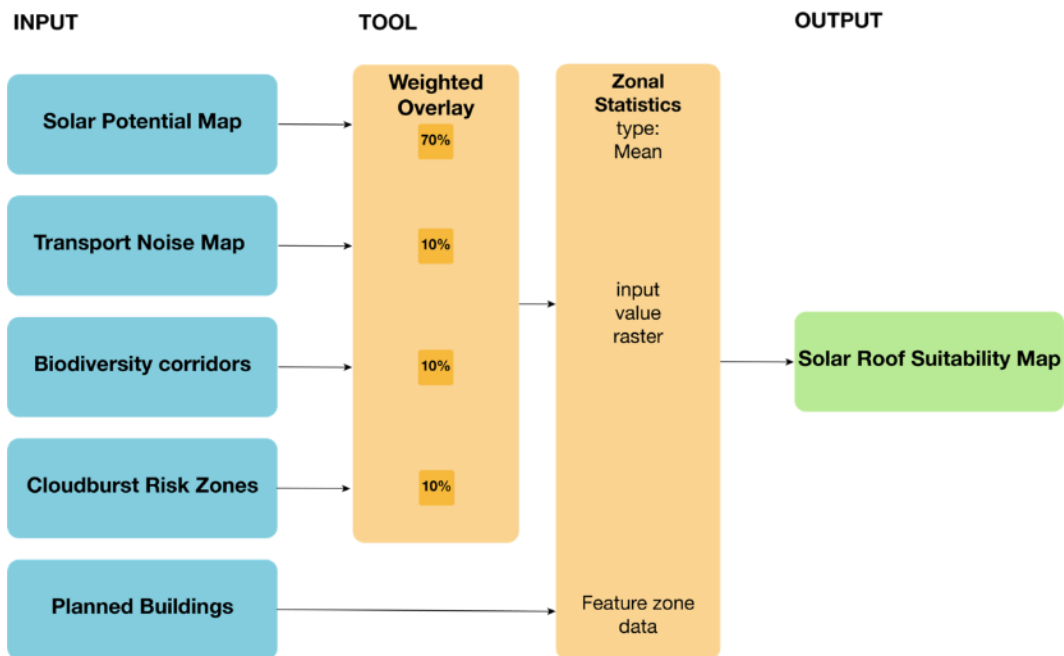 INPUT
TOOL
OUTPUT
Solar Potential Map
Transport Noise Map
Biodiversity corridors
Cloudburst Risk Zones
Planned Buildings
Weighted
Overlay
70%
10%
10%
10%
Zonal
Statistics
type:
Mean
input
value
raster
Feature zone
data
Solar Roof Suitability Map